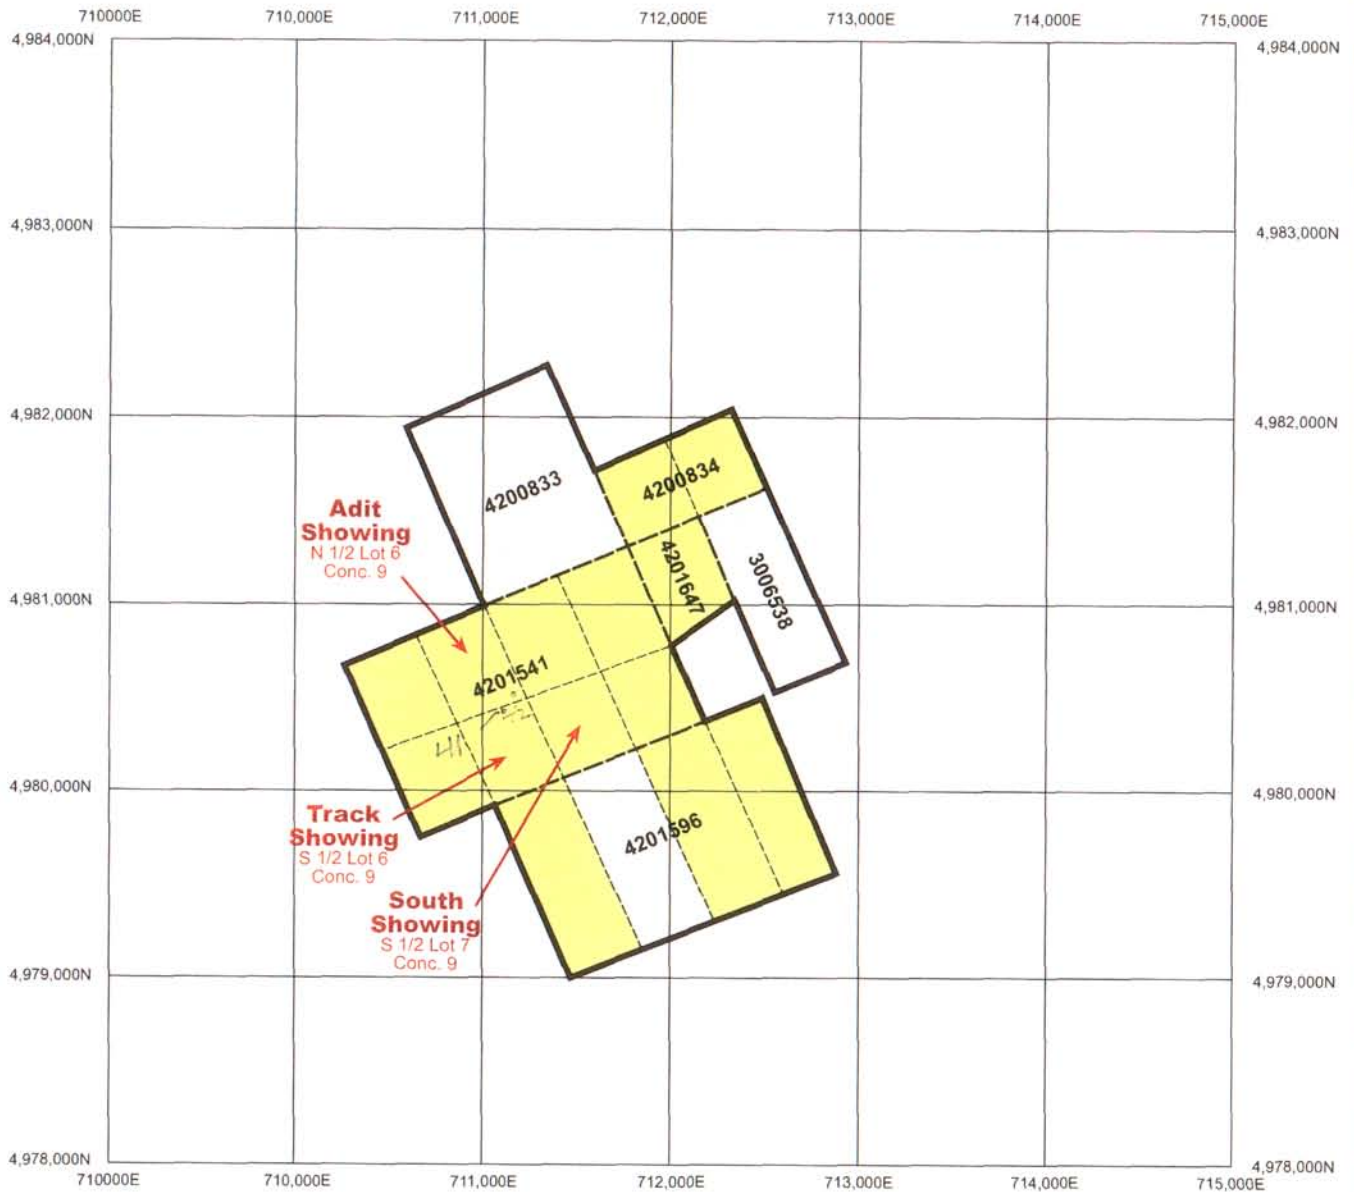 710000E 710,000E 711,000E 712,000E 713,000E 714,000E 715,000E
4,984,000N 4,984,000N
4,983,000N 4,983,000N
4,982,000N 4,982,000N
4200834
4200833
Adit
Showing
N 1/2 Lot 6
Conc. 9
4201647
3006538
4,981,000N 4,981,000N
4201541
41
4,980,000N 4,980,000N
Track
Showing
S 1/2 Lot 6
Conc. 9
4201596
South
Showing
S 1/2 Lot 7
Conc. 9
4,979,000N 4,979,000N
4,978,000N 4,978,000N
710000E 710,000E 711,000E 712,000E 713,000E 714,000E 715,000E